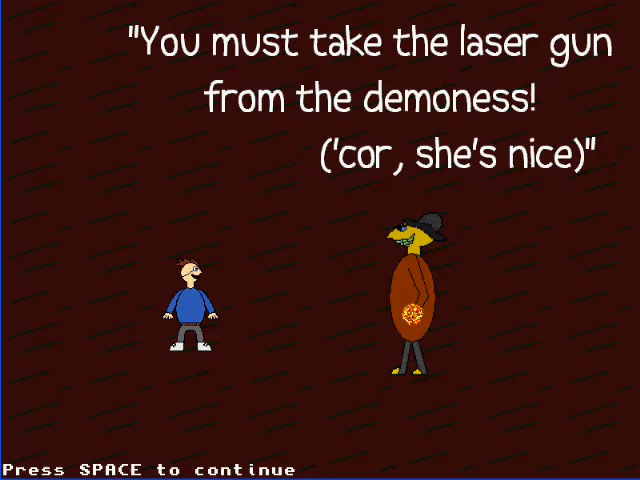 "You must take the laser gun
from the demoness!
('cor, she's nice)"
Press SPACE to continue